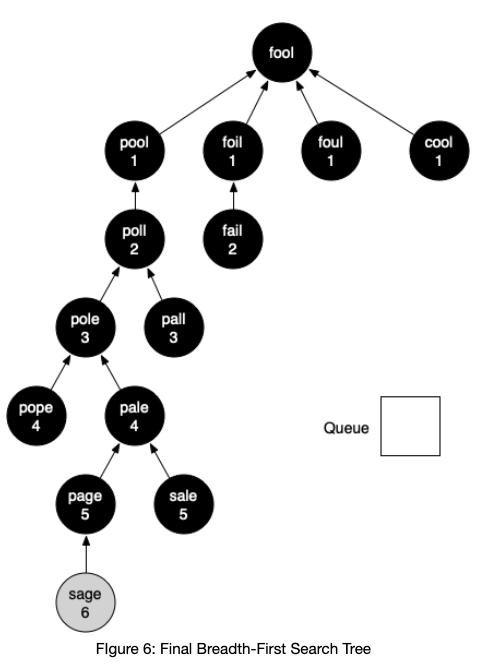 fool
pool
1
foil
1
foul
1
cool
1
poll
2
fail
2
pole
3
pall
3
pope
4
pale
4
Queue
page
5
sale
5
sage
6
FIgure 6: Final Breadth-First Search Tree